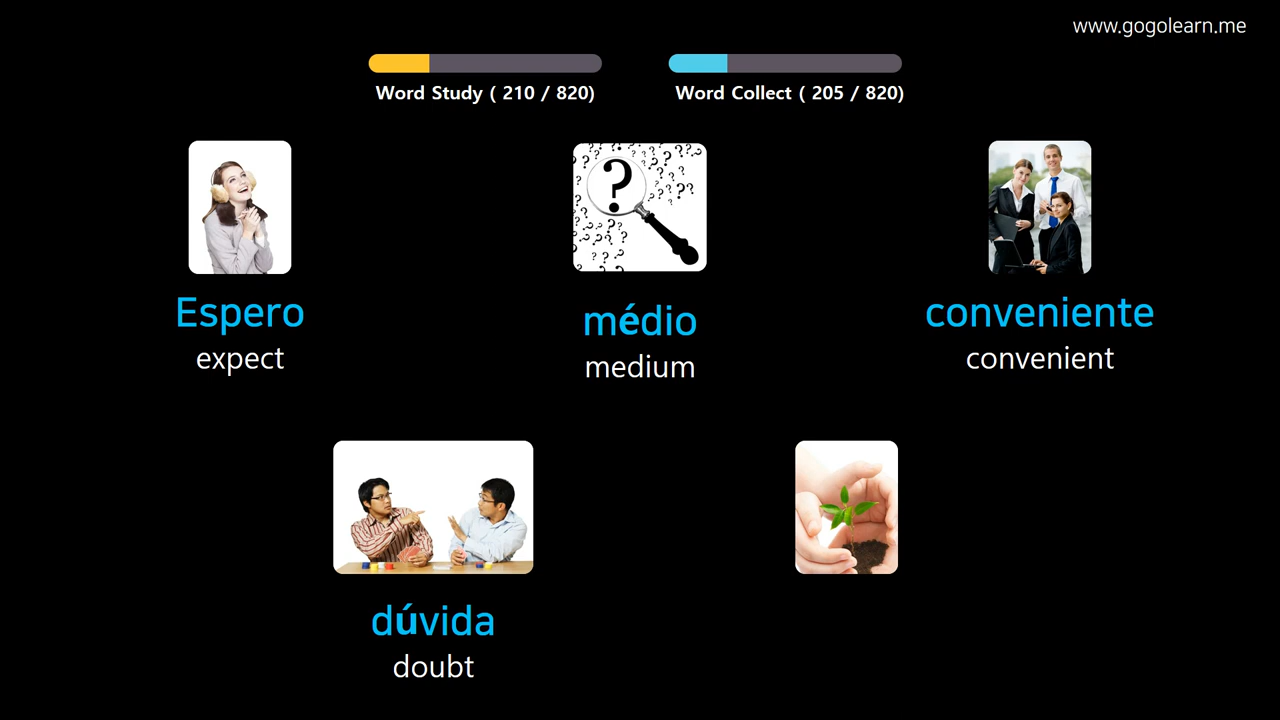 www.gogolearn.me
Word Study ( 210 / 820)
Word Collect ( 205 / 820)
Espero
expect
médio
medium
conveniente
convenient
dúvida
doubt